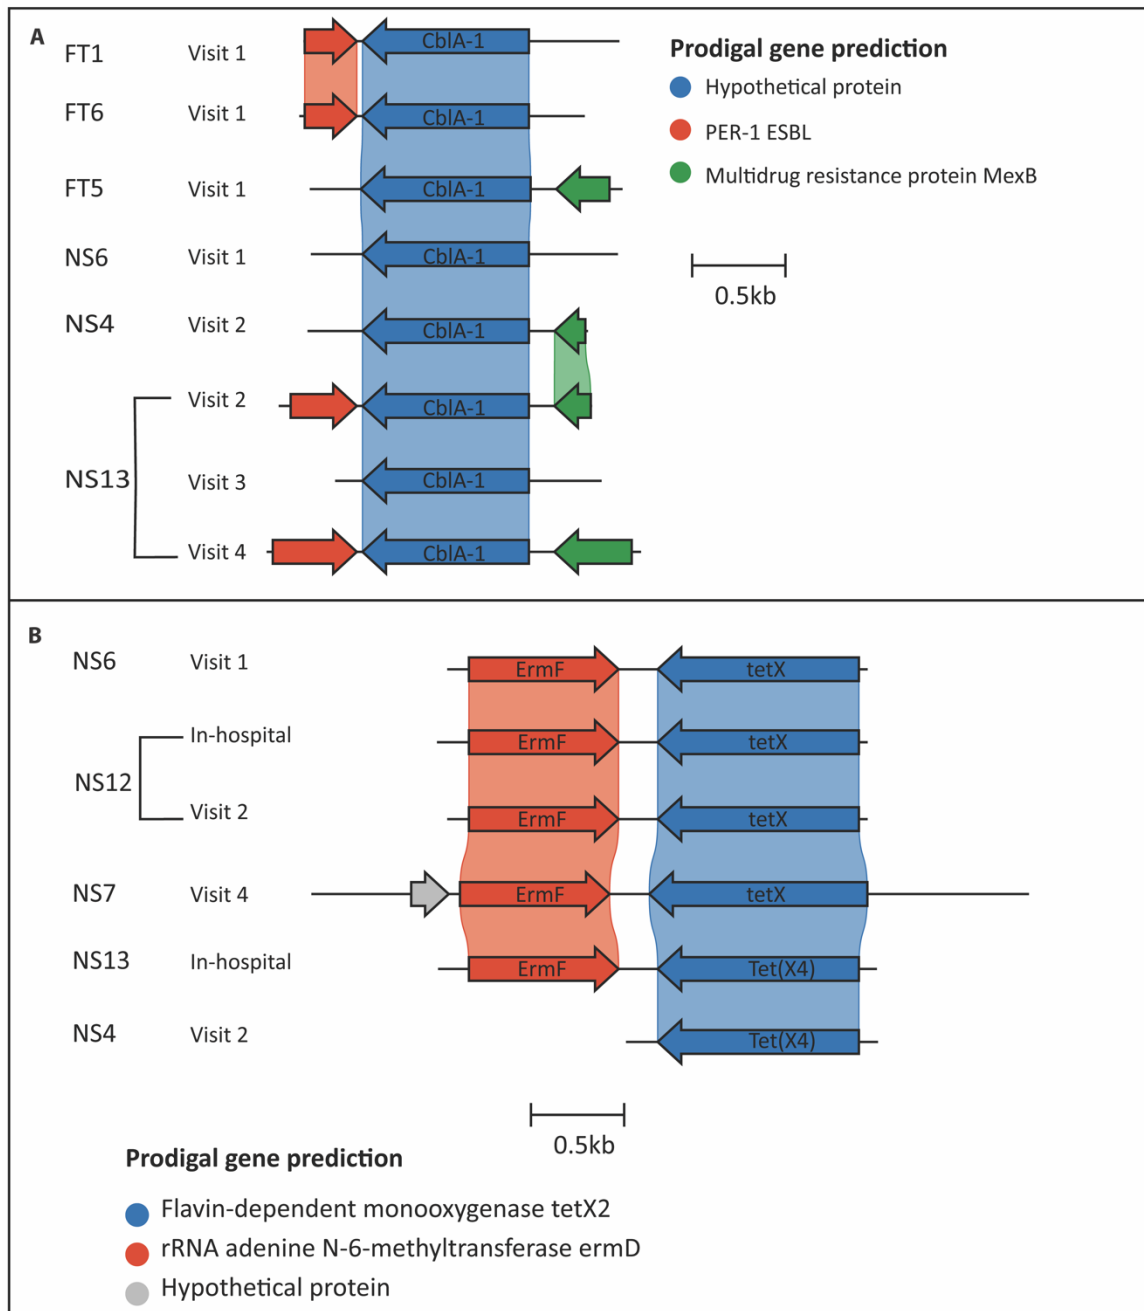 A
FT1 Visit 1 CblA-1
FT6 Visit 1 CblA-1
FT5 Visit 1 CblA-1
NS6 Visit 1 CblA-1
NS4 Visit 2 CblA-1
Visit 2 CblA-1
NS13 Visit 3 CblA-1
Visit 4 CblA-1
Prodigal gene prediction
Hypothetical protein
PER-1 ESBL
Multidrug resistance protein MexB
0.5kb
B
NS6 Visit 1 ErmF tetX
In-hospital ErmF tetX
NS12
Visit 2 ErmF tetX
NS7 Visit 4 ErmF tetX
NS13 In-hospital ErmF Tet(X4)
NS4 Visit 2 Tet(X4)
0.5kb
Prodigal gene prediction
Flavin-dependent monooxygenase tetX2
rRNA adenine N-6-methyltransferase ermD
Hypothetical protein